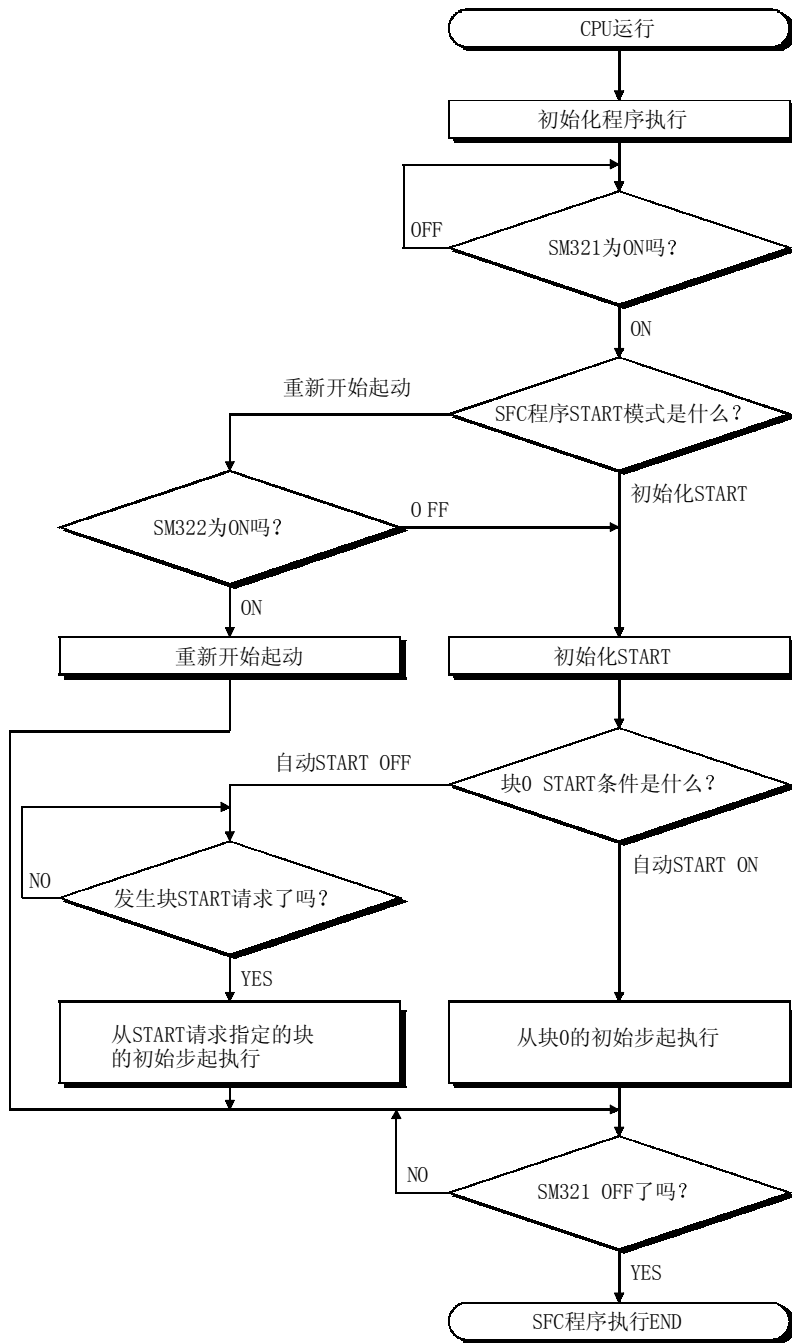 CPU运行
初始化程序执行
OFF
SM321为ON吗?
ON
重新开始起动
SFC程序START模式是什么?
初始化START
SM322为ON吗?
O FF
ON
重新开始起动
初始化START
自动START OFF
块0 START条件是什么?
自动START ON
NO
发生块START请求了吗?
YES
从START请求指定的块
的初始步起执行
从块0的初始步起执行
NO
SM321 OFF了吗?
YES
SFC程序执行END